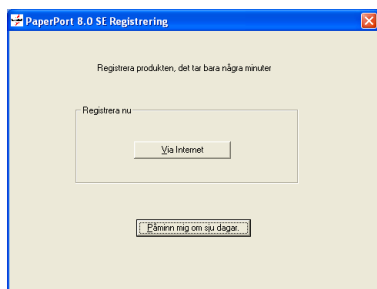 PaperPort 8.0 SE Registrering
Registrera produkten, det tar bara några minuter
Registrera nu
Via Internet
Påminn mig om sju dagar.